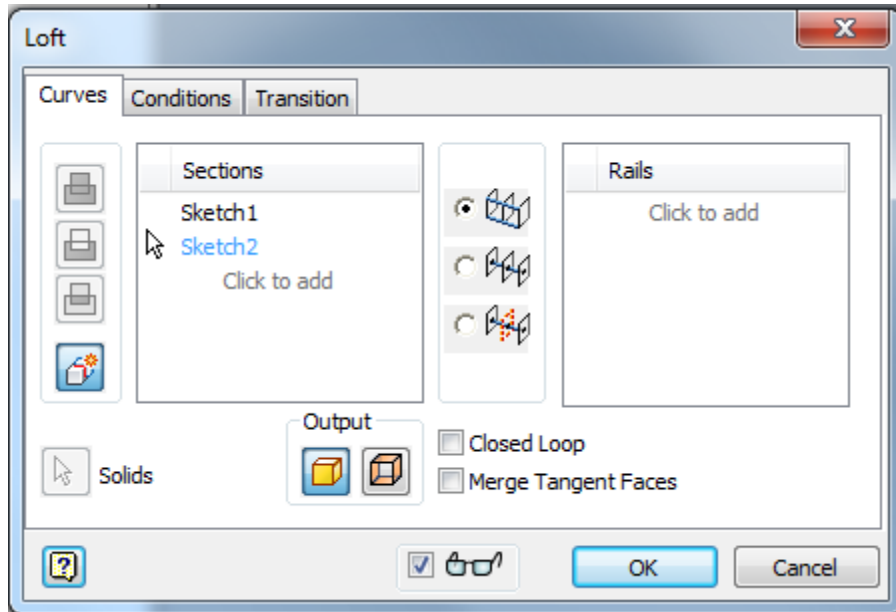 Loft
Curves Conditions Transition
Sections
Sketch1
Sketch2
Click to add
Rails
Click to add
Solids
Output
Closed Loop
Merge Tangent Faces
OK Cancel